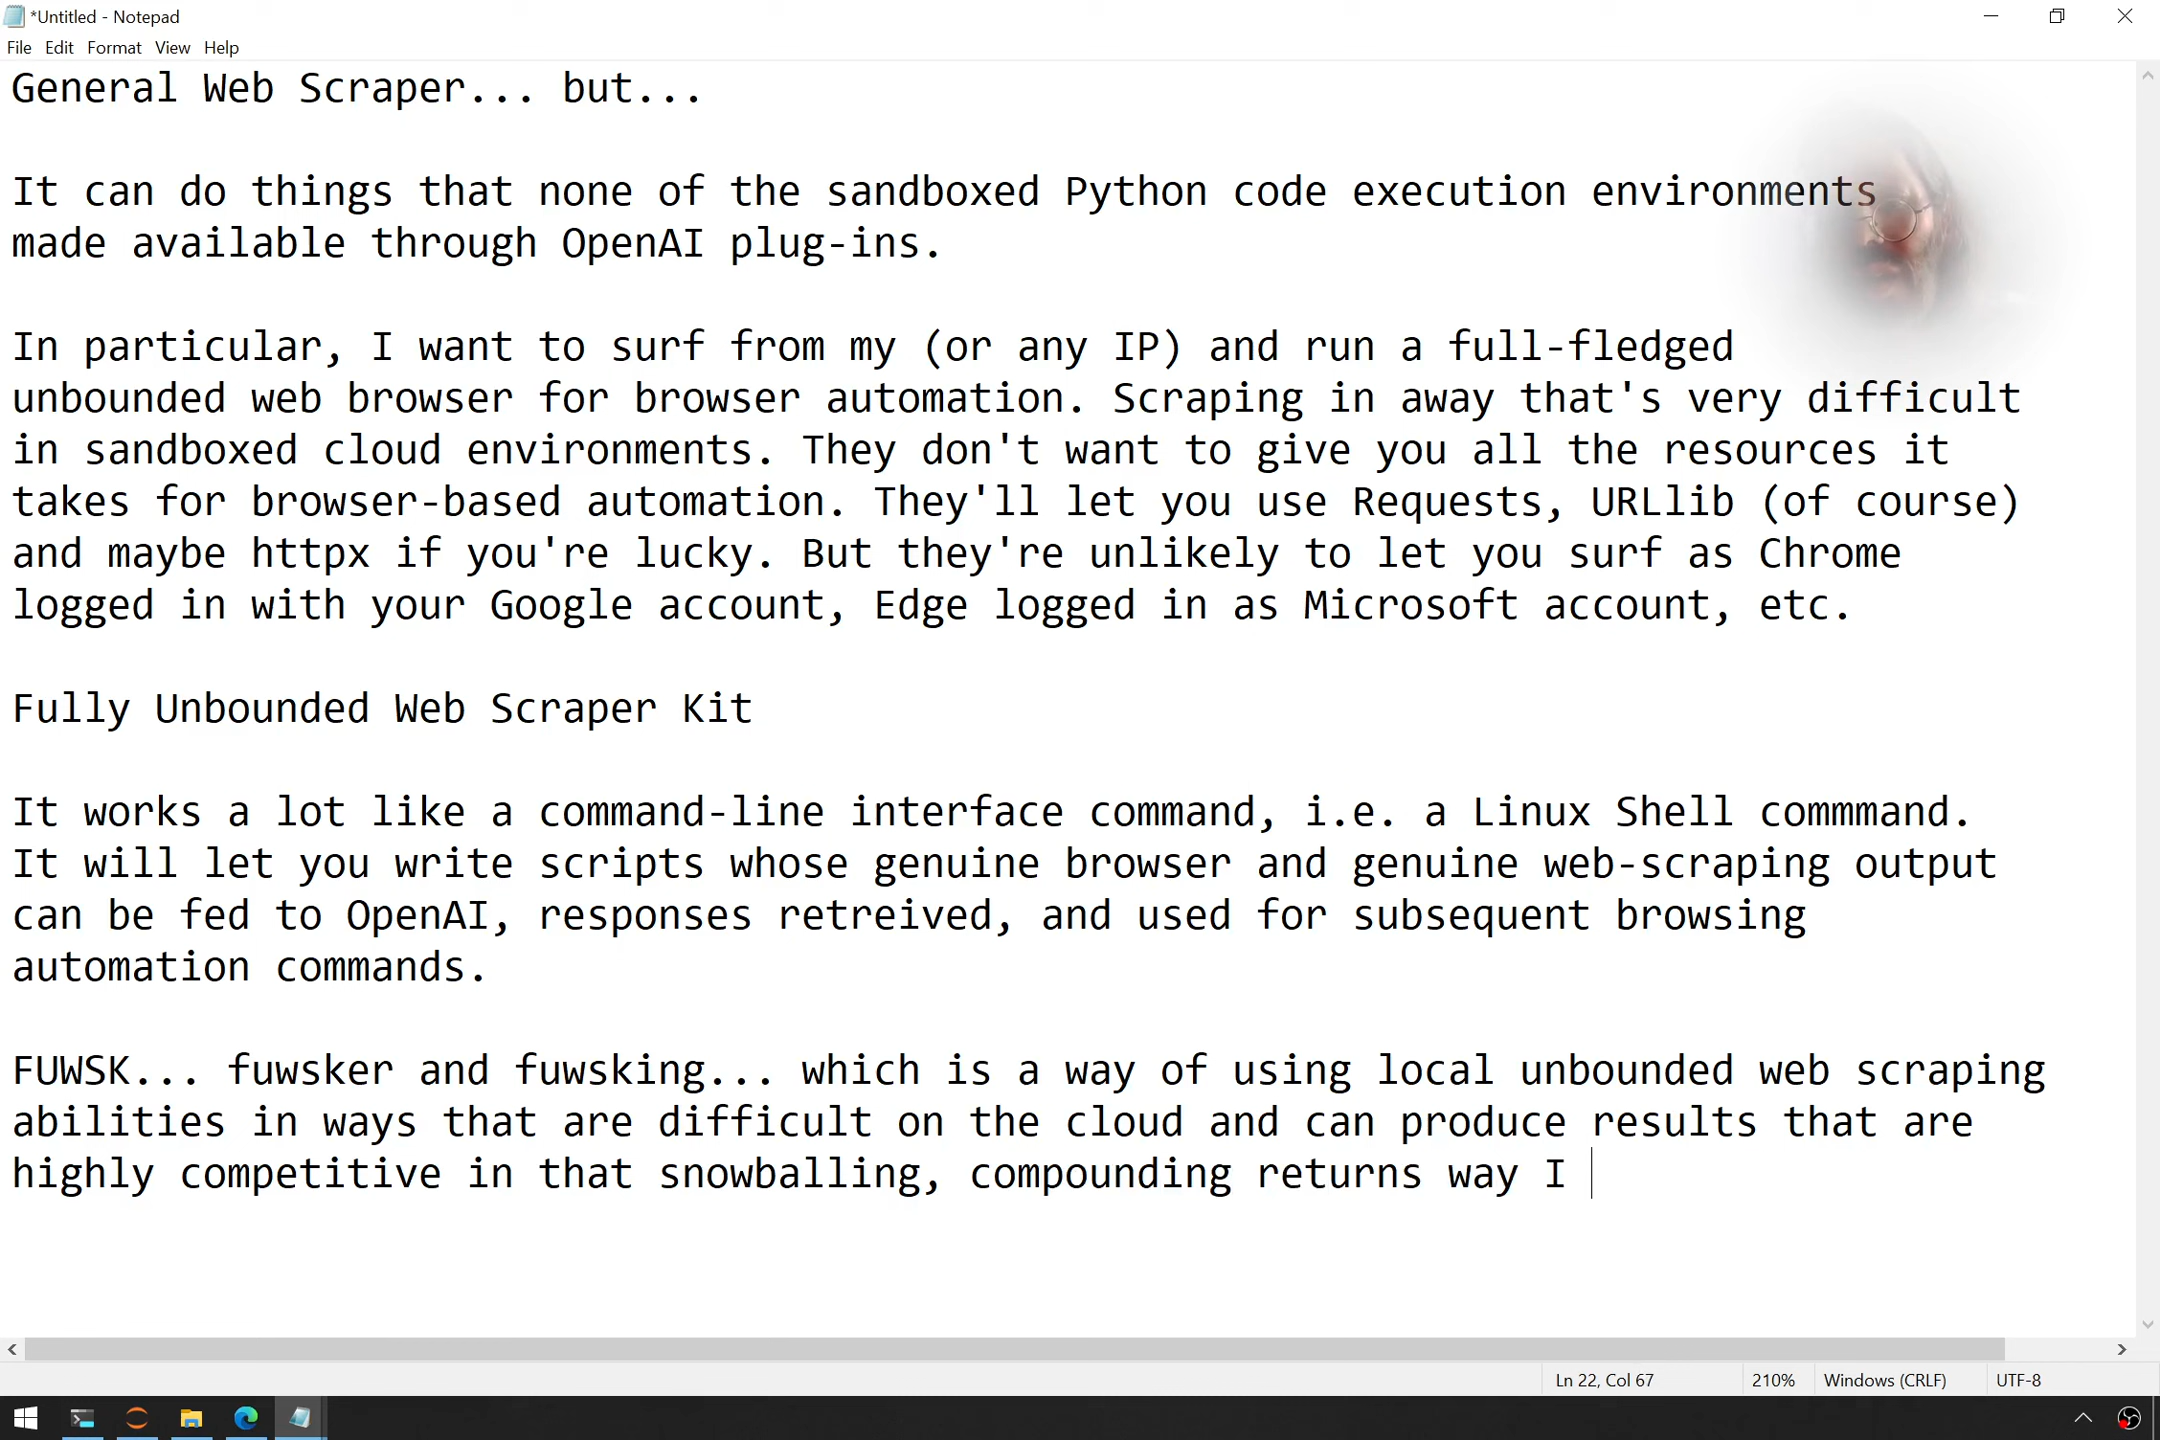 *Untitled - Notepad
File Edit Format View Help
General Web Scraper... but...
It can do things that none of the sandboxed Python code execution environments
made available through OpenAI plug-ins.
In particular, I want to surf from my (or any IP) and run a full-fledged
unbounded web browser for browser automation. Scraping in away that's very difficult
in sandboxed cloud environments. They don't want to give you all the resources it
takes for browser-based automation. They'll let you use Requests, URLlib (of course)
and maybe httpx if you're lucky. But they're unlikely to let you surf as Chrome
logged in with your Google account, Edge logged in as Microsoft account, etc.
Fully Unbounded Web Scraper Kit
It works a lot like a command-line interface command, i.e. a Linux Shell commmand.
It will let you write scripts whose genuine browser and genuine web-scraping output
can be fed to OpenAI, responses retreived, and used for subsequent browsing
automation commands.
FUWSK... fuwsker and fuwsking... which is a way of using local unbounded web scraping
abilities in ways that are difficult on the cloud and can produce results that are
highly competitive in that snowballing, compounding returns way I
Ln 22, Col 67 210% Windows (CRLF) UTF-8